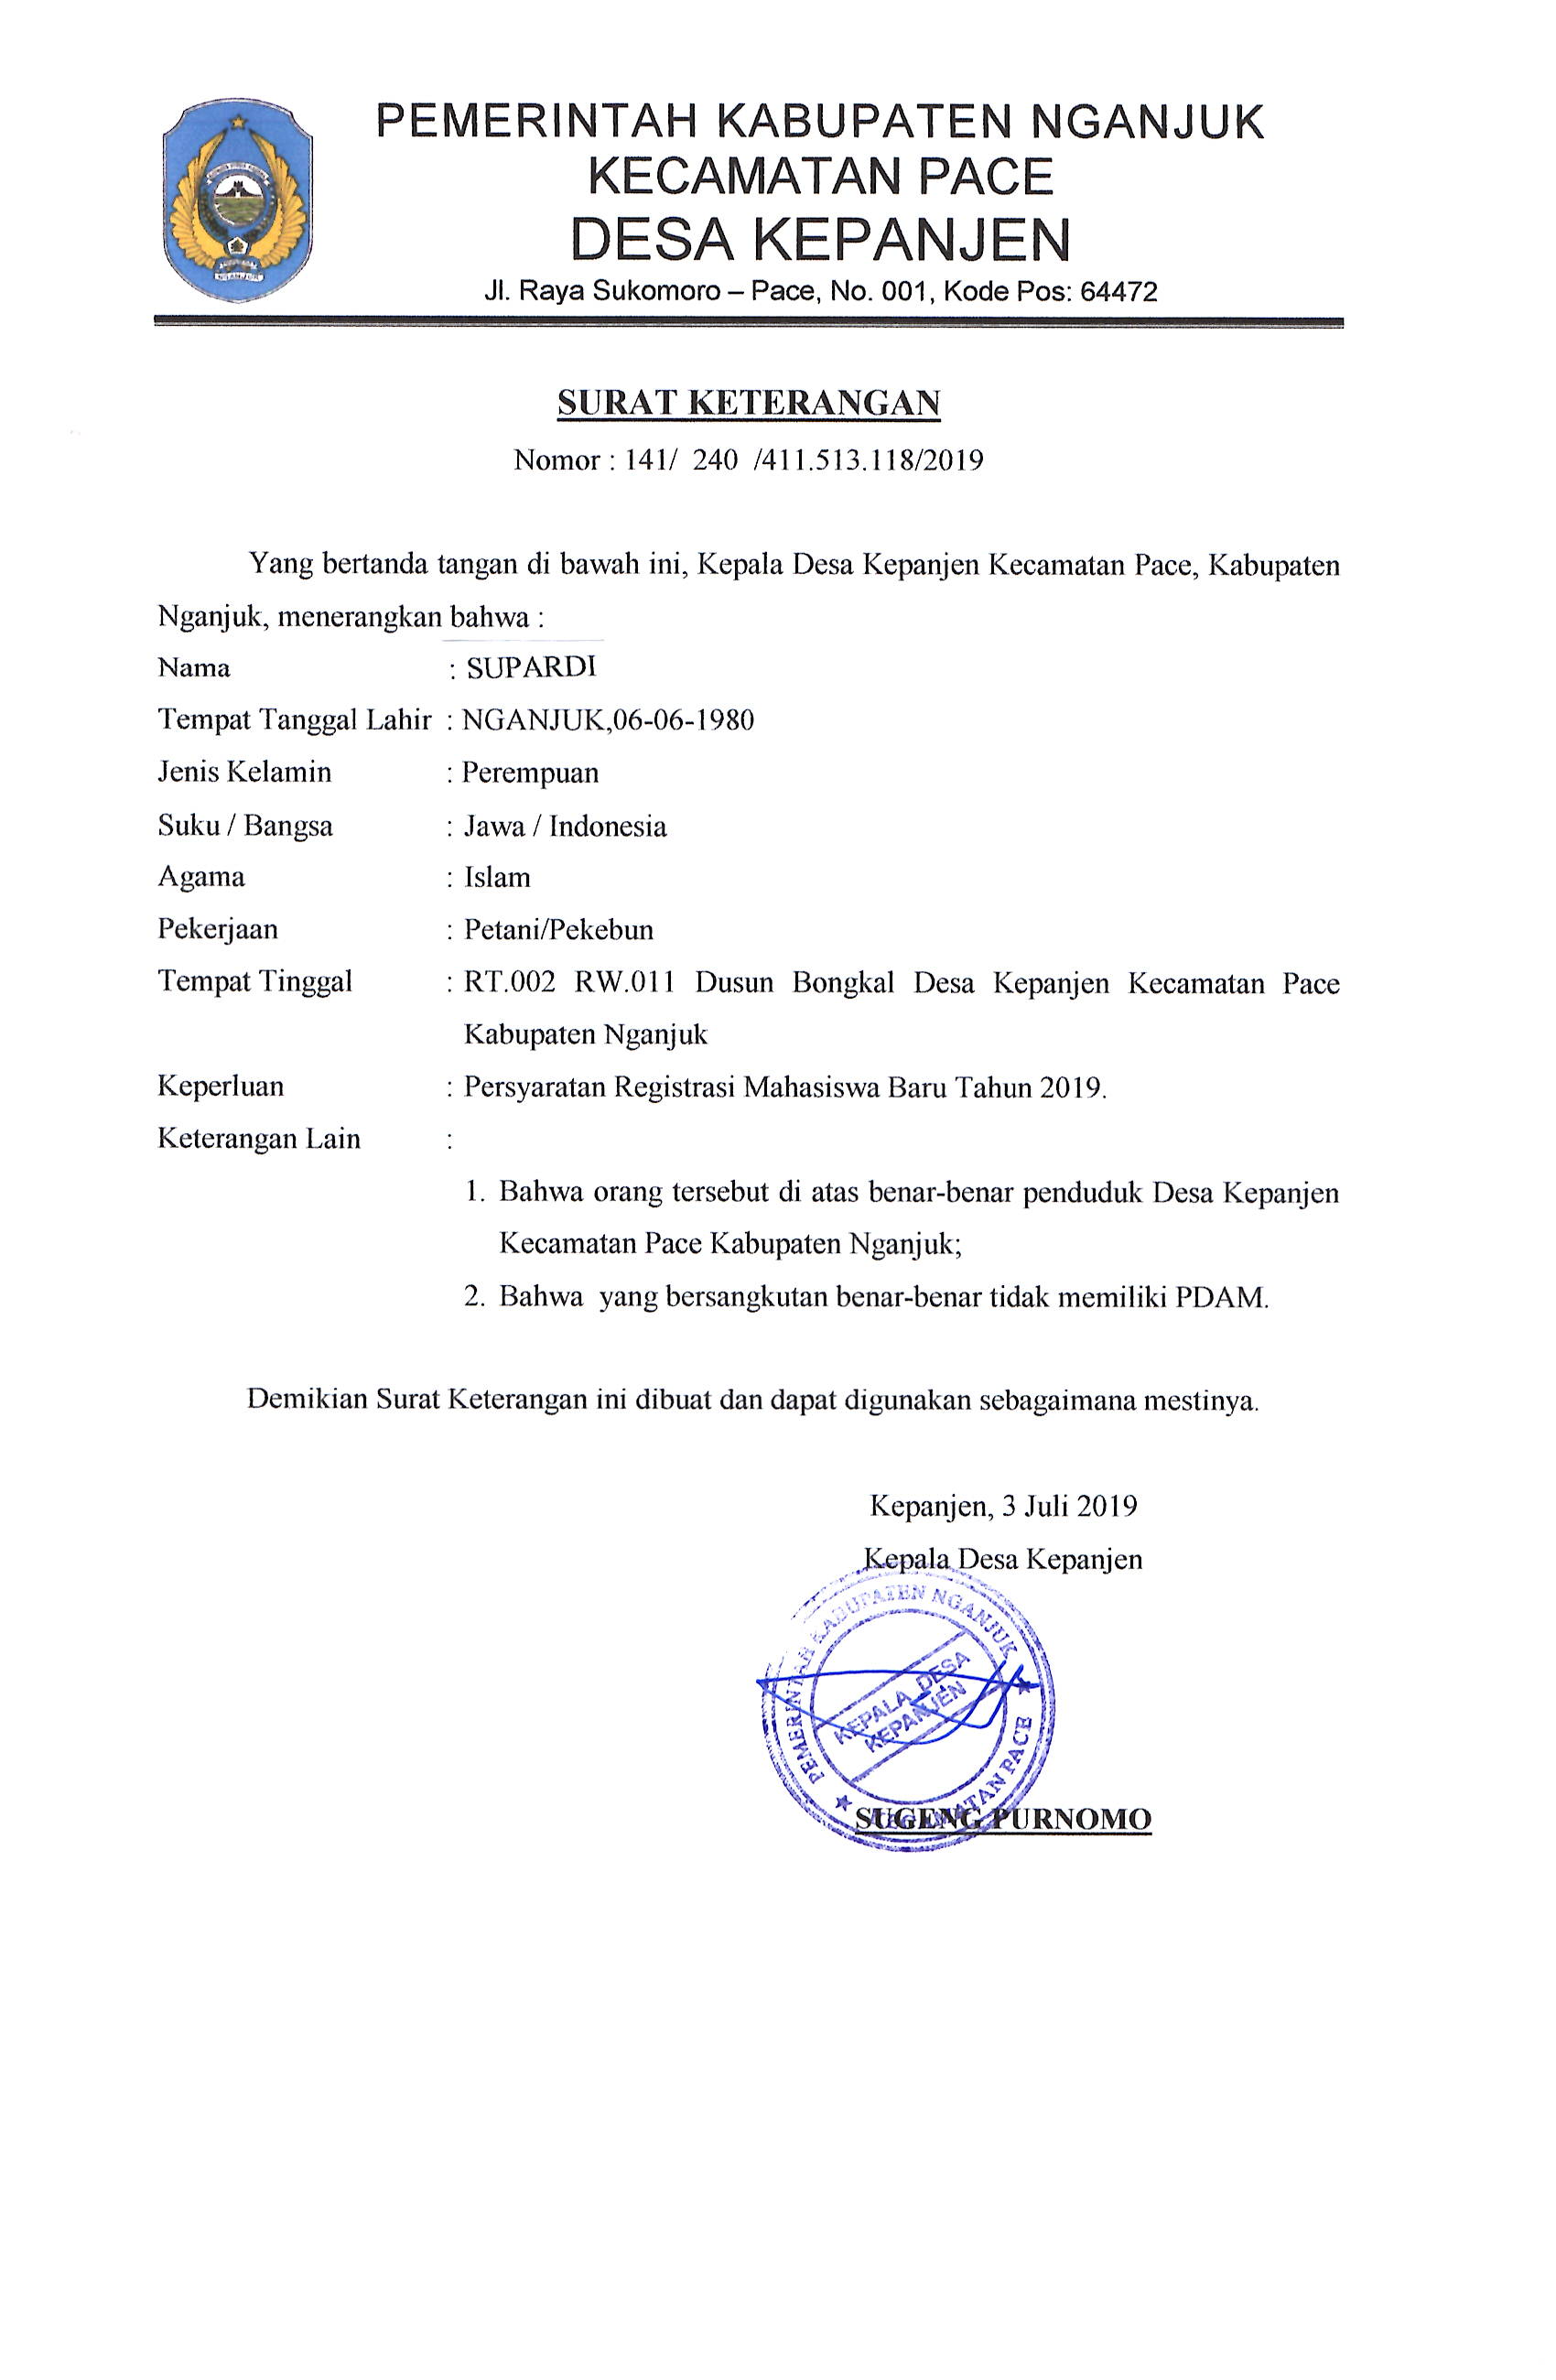 PEMERINTAH KABUPATEN NGANJUK
KECAMATAN PACE
DESA KEPANJEN
Jl. Raya Sukomoro – Pace, No. 001, Kode Pos: 64472
NGANJUK
SURAT KETERANGAN
Nomor : 141/ 240 /411.513.118/2019
Yang bertanda tangan di bawah ini, Kepala Desa Kepanjen Kecamatan Pace, Kabupaten
Nganjuk, menerangkan bahwa :
Nama : SUPARDI
Tempat Tanggal Lahir : NGANJUK,06-06-1980
Jenis Kelamin : Perempuan
Suku / Bangsa : Jawa / Indonesia
Agama : Islam
Pekerjaan : Petani/Pekebun
Tempat Tinggal : RT.002 RW.011 Dusun Bongkal Desa Kepanjen Kecamatan Pace
Kabupaten Nganjuk
Keperluan : Persyaratan Registrasi Mahasiswa Baru Tahun 2019.
Keterangan Lain :
1. Bahwa orang tersebut di atas benar-benar penduduk Desa Kepanjen
Kecamatan Pace Kabupaten Nganjuk;
2. Bahwa yang bersangkutan benar-benar tidak memiliki PDAM.
Demikian Surat Keterangan ini dibuat dan dapat digunakan sebagaimana mestinya.
Kepanjen, 3 Juli 2019
Kepala Desa Kepanjen
PEMERINTAH KABUPATEN NGANJUK
KEPALA DESA
KEPANJEN
KECAMATAN PACE
SUGENG PURNOMO